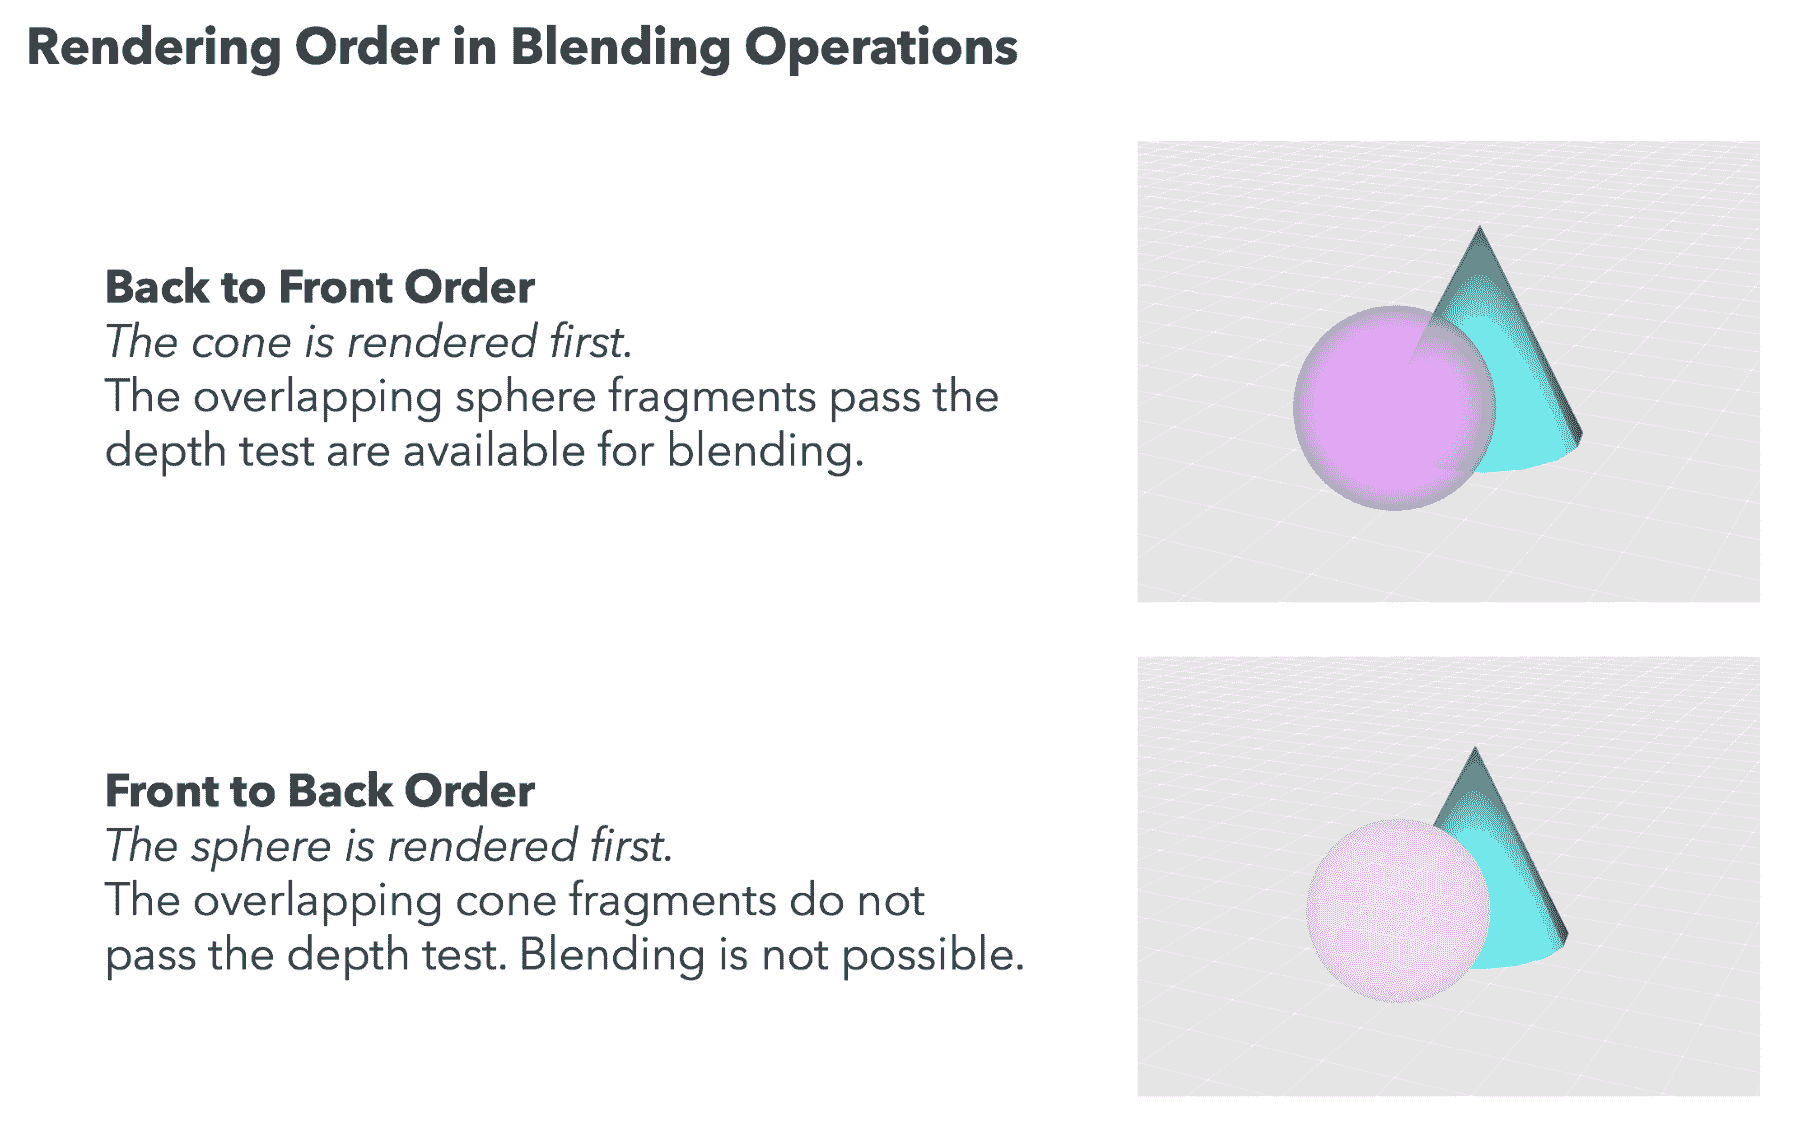 Rendering Order in Blending Operations
Back to Front Order
The cone is rendered first.
The overlapping sphere fragments pass the
depth test are available for blending.
Front to Back Order
The sphere is rendered first.
The overlapping cone fragments do not
pass the depth test. Blending is not possible.